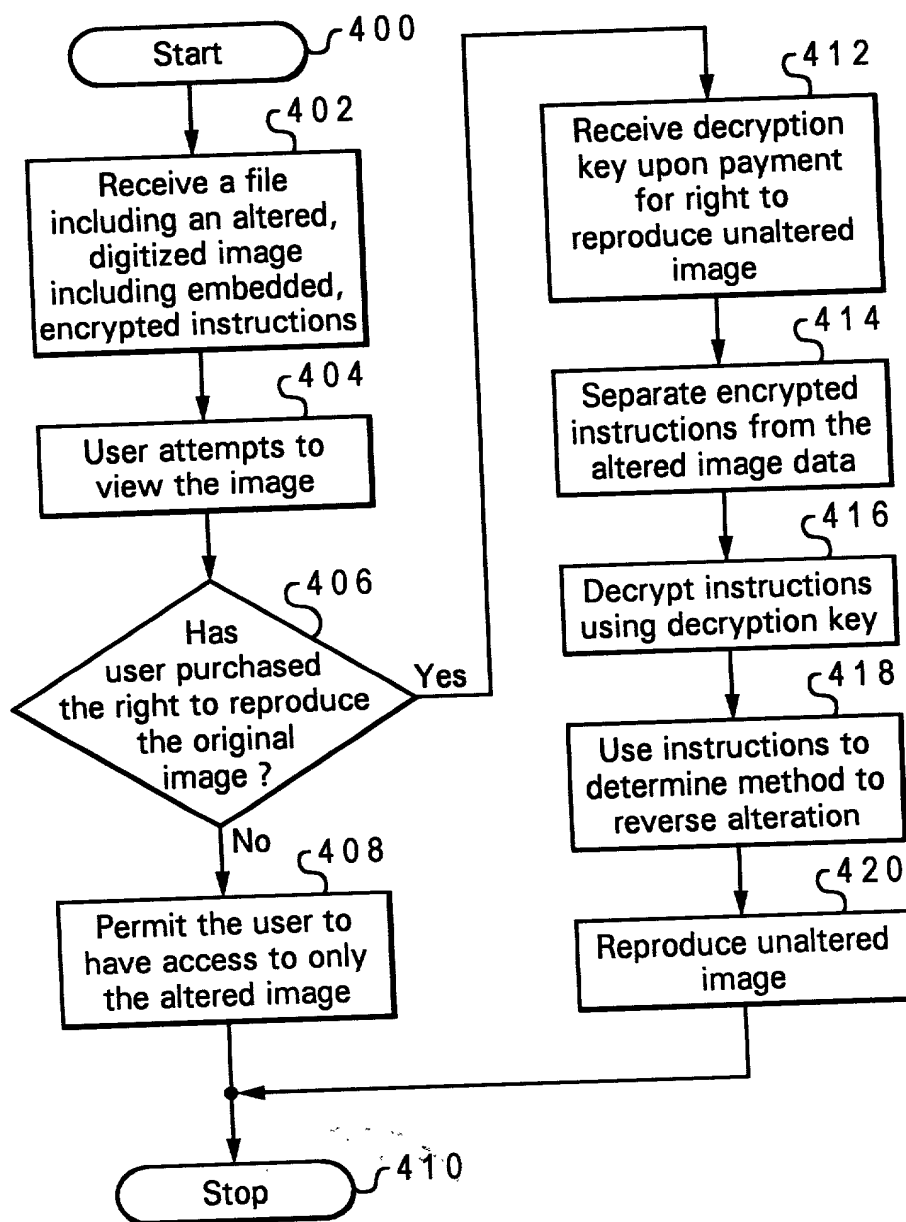 Start
400
402
Receive a file
including an altered,
digitized image
including embedded,
encrypted instructions
404
User attempts to
view the image
406
Has
user purchased
the right to reproduce
the original
image ?
Yes
No
408
Permit the user to
have access to only
the altered image
412
Receive decryption
key upon payment
for right to
reproduce unaltered
image
414
Separate encrypted
instructions from the
altered image data
416
Decrypt instructions
using decryption key
418
Use instructions to
determine method to
reverse alteration
420
Reproduce unaltered
image
Stop
410